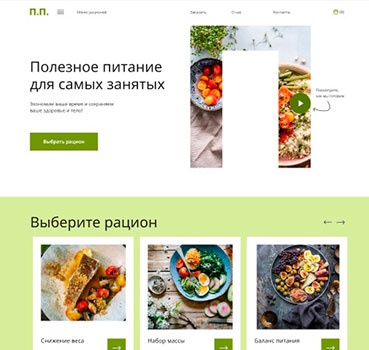 П.П.
Меню рационов
Заказать
О нас
Контакты
(0)
Полезное питание
для самых занятых
Экономим ваше время и сохраняем
ваше здоровье и тело!
Выбрать рацион
Посмотрите,
как мы готовим
Выберите рацион
Снижение веса
Набор массы
Баланс питания